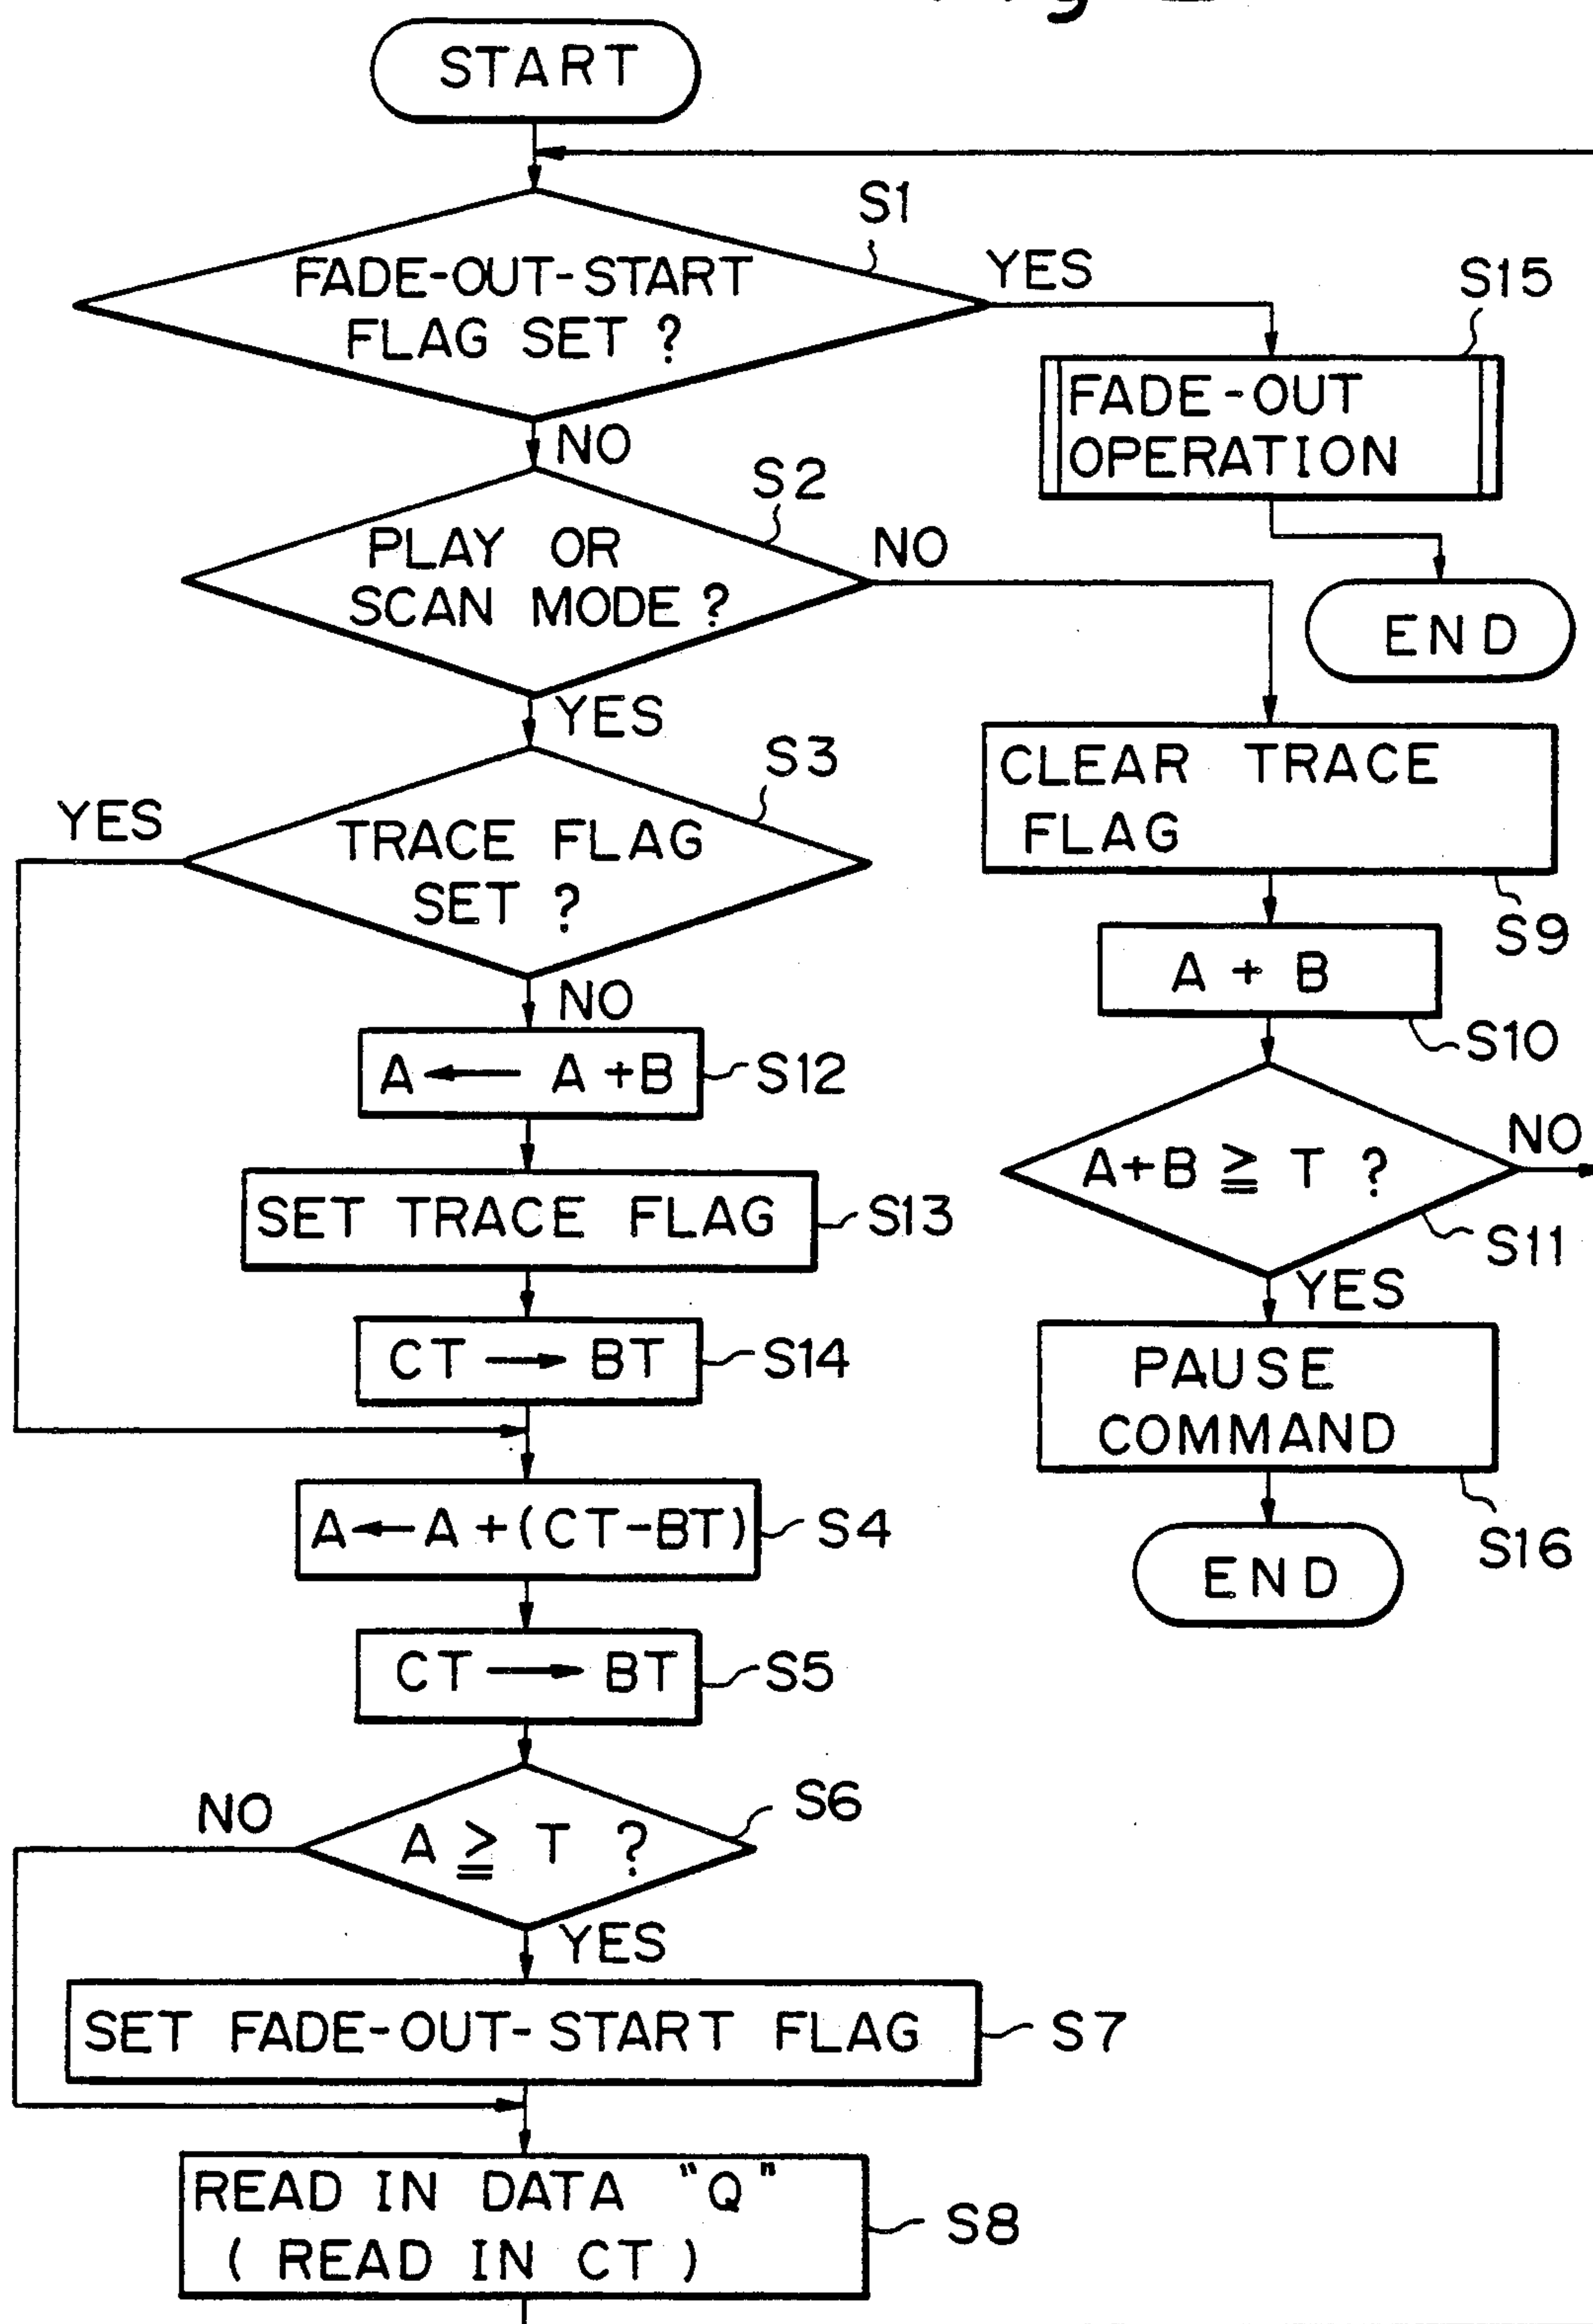 START
S1
FADE-OUT-START
FLAG SET ?
YES
S15
FADE-OUT
OPERATION
NO
END
S2
PLAY OR
SCAN MODE ?
NO
YES
CLEAR TRACE
FLAG
S9
S3
YES
TRACE FLAG
SET ?
NO
A + B
S10
A ← A + B
S12
A+B ≧ T ?
NO
S11
YES
SET TRACE FLAG
S13
CT → BT
S14
PAUSE
COMMAND
S16
END
A ← A + (CT-BT)
S4
CT → BT
S5
NO
A ≧ T ?
S6
YES
SET FADE-OUT-START FLAG
S7
READ IN DATA "Q"
( READ IN CT )
S8